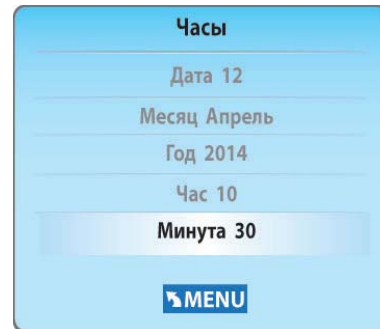 Часы
Дата 12
Месяц Апрель
Год 2014
Час 10
Минута 30
MENU